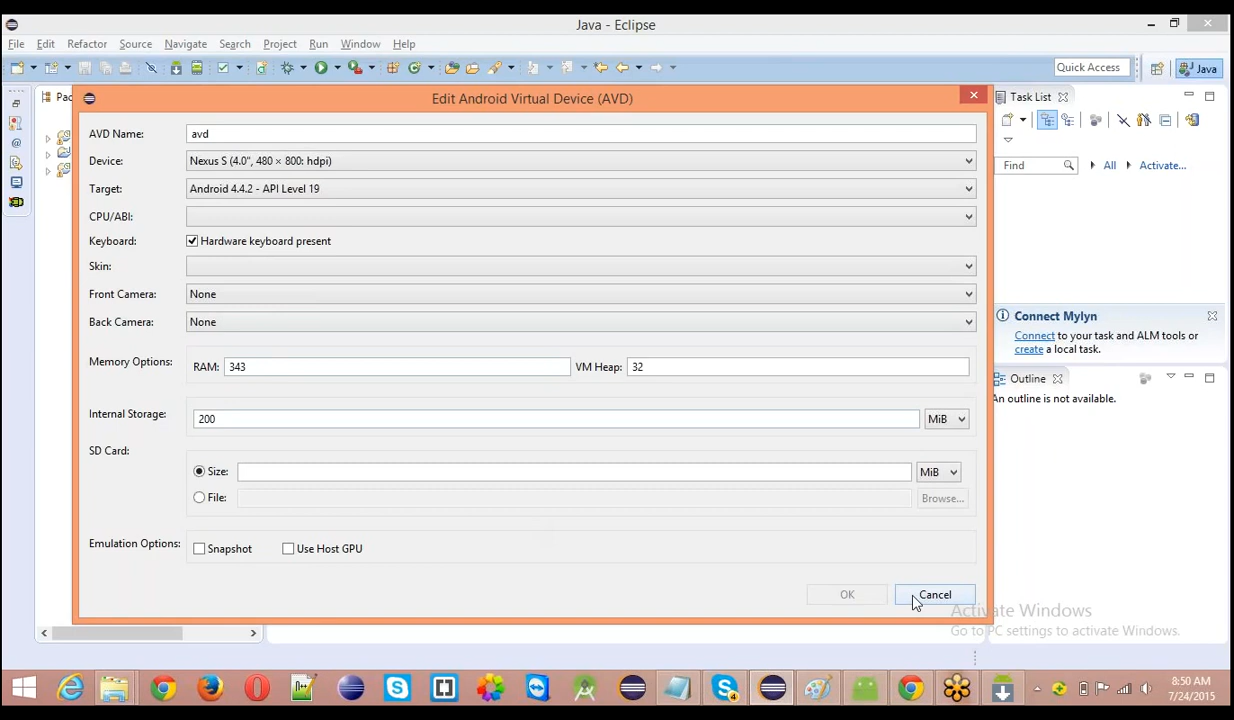 Java - Eclipse
File Edit Refactor Source Navigate Search Project Run Window Help
Quick Access Java
Pac
Edit Android Virtual Device (AVD)
AVD Name: avd
Device: Nexus S (4.0", 480 × 800: hdpi)
Target: Android 4.4.2 - API Level 19
CPU/ABI:
Keyboard: Hardware keyboard present
Skin:
Front Camera: None
Back Camera: None
Memory Options: RAM: 343 VM Heap: 32
Internal Storage: 200 MiB
SD Card:
Size: MiB
File: Browse...
Emulation Options: Snapshot Use Host GPU
OK Cancel
Task List
Find All Activate...
Connect Mylyn
Connect to your task and ALM tools or
create a local task.
Outline
An outline is not available.
Activate Windows
Go to PC settings to activate Windows.
4
8:50 AM
7/24/2015